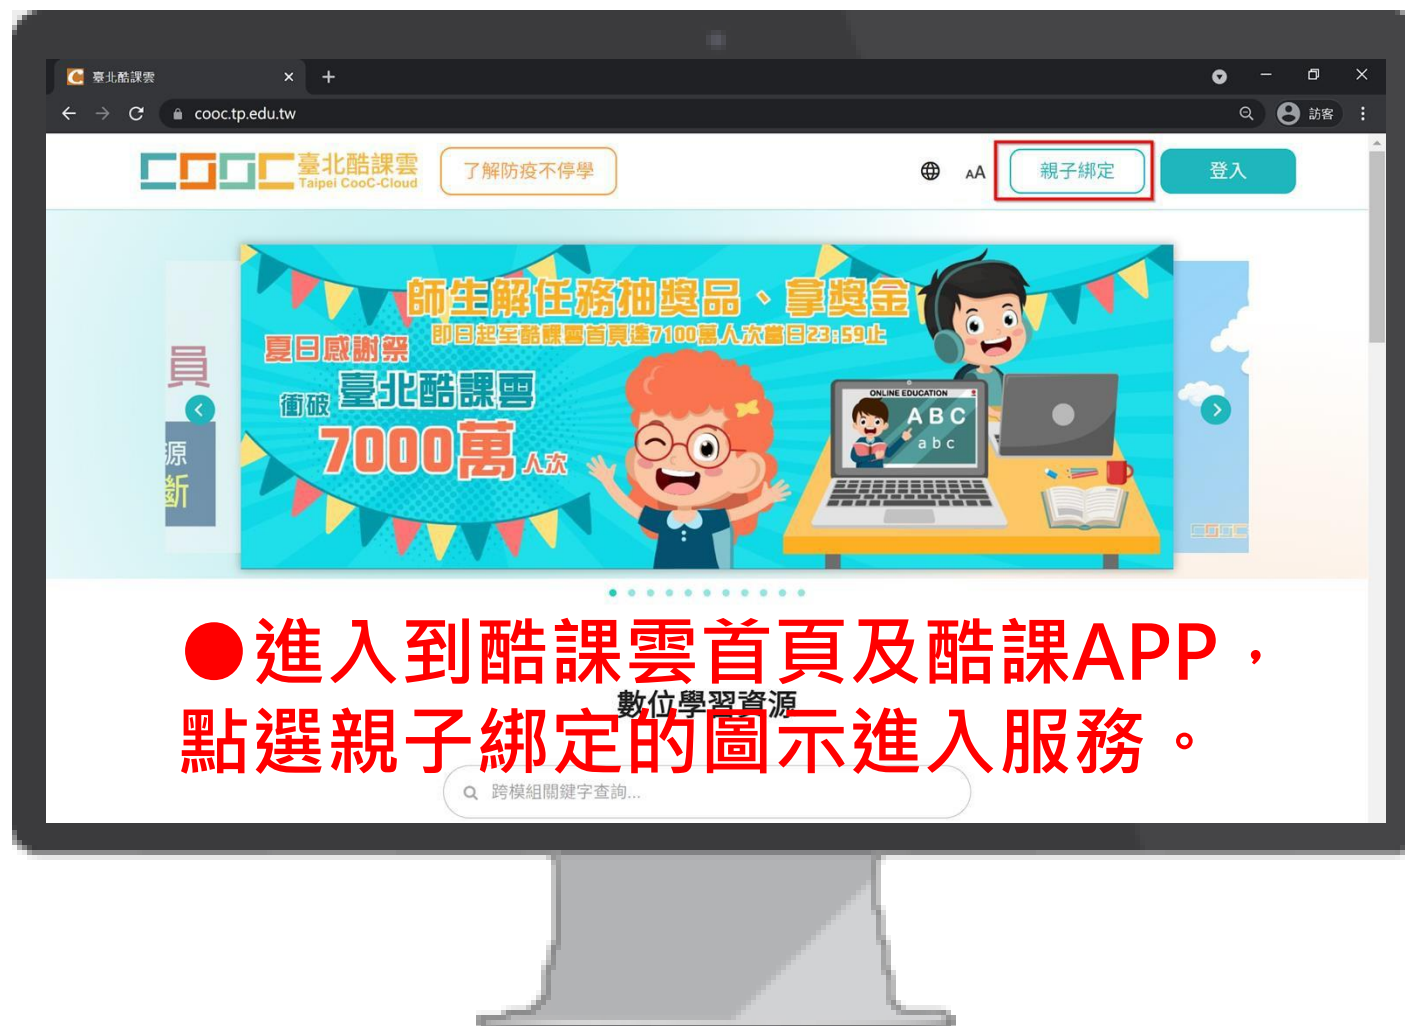 臺北酷課雲
cooc.tp.edu.tw
訪客
臺北酷課雲
Taipei CooC-Cloud
了解防疫不停學
AA
親子綁定
登入
師生解任務抽獎品、拿獎金
即日起至酷課雲首頁達7100萬人次當日23:59止
夏日感謝祭
衝破 臺北酷課雲
7000萬人次
ONLINE EDUCATION
A B C
a b c
員
源
斷
●進入到酷課雲首頁及酷課APP,
數位學習資源
點選親子綁定的圖示進入服務。
跨模組關鍵字查詢...